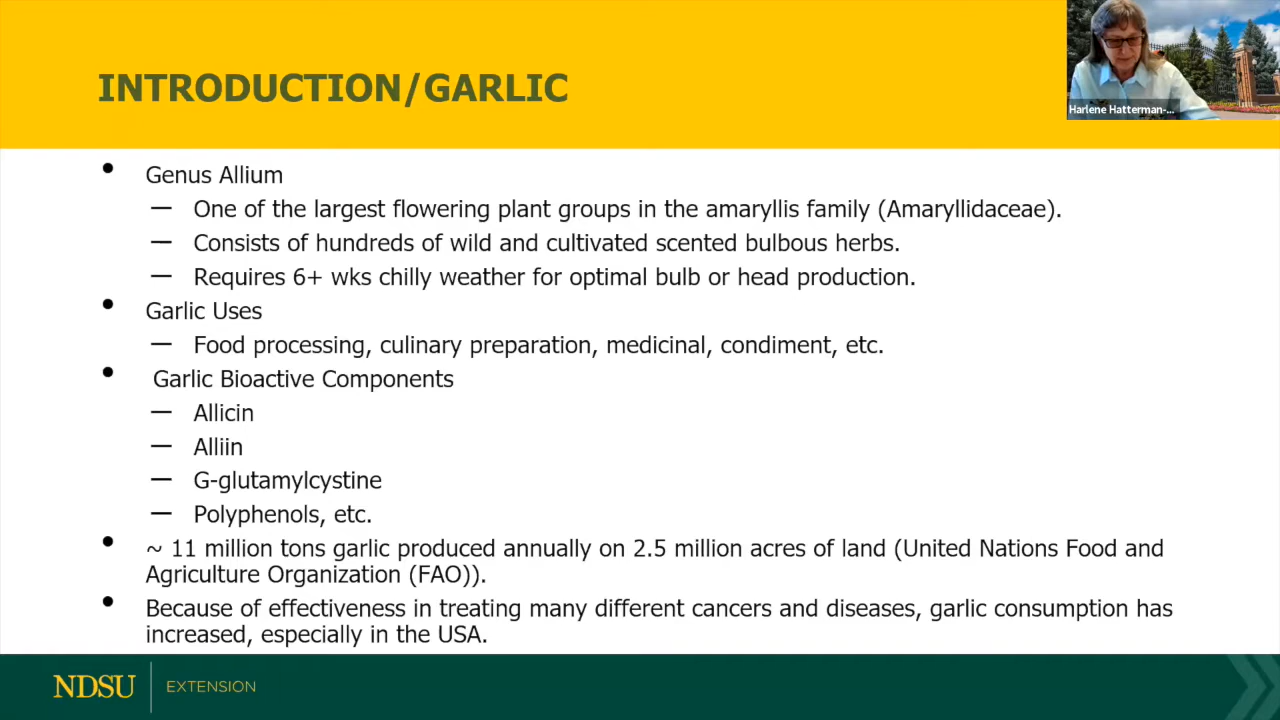 INTRODUCTION/GARLIC
Harlene Hatterman-...
• Genus Allium
— One of the largest flowering plant groups in the amaryllis family (Amaryllidaceae).
— Consists of hundreds of wild and cultivated scented bulbous herbs.
— Requires 6+ wks chilly weather for optimal bulb or head production.
• Garlic Uses
— Food processing, culinary preparation, medicinal, condiment, etc.
• Garlic Bioactive Components
— Allicin
— Alliin
— G-glutamylcystine
— Polyphenols, etc.
• ~ 11 million tons garlic produced annually on 2.5 million acres of land (United Nations Food and
Agriculture Organization (FAO)).
• Because of effectiveness in treating many different cancers and diseases, garlic consumption has
increased, especially in the USA.
NDSU EXTENSION